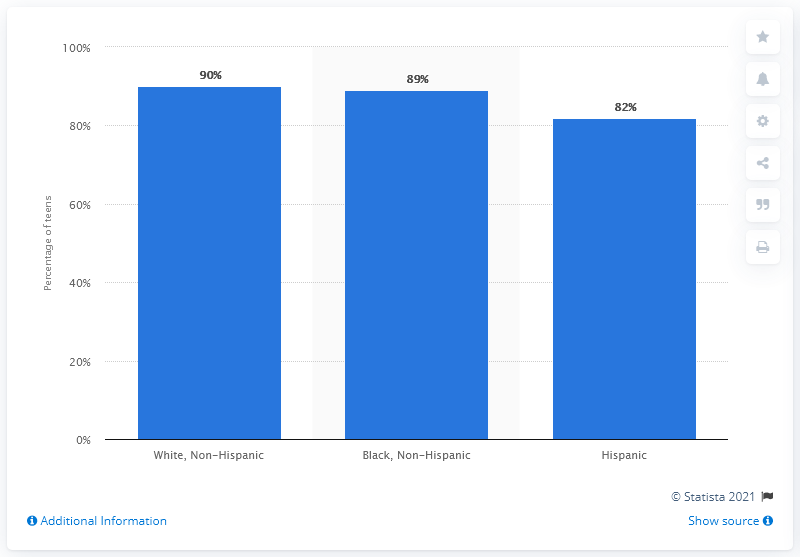 100%
80%
60%
40%
20%
0%
Percentage of teens
90%
89%
82%
White, Non-Hispanic
Black, Non-Hispanic
Hispanic
© Statista 2021
Additional Information
Show source